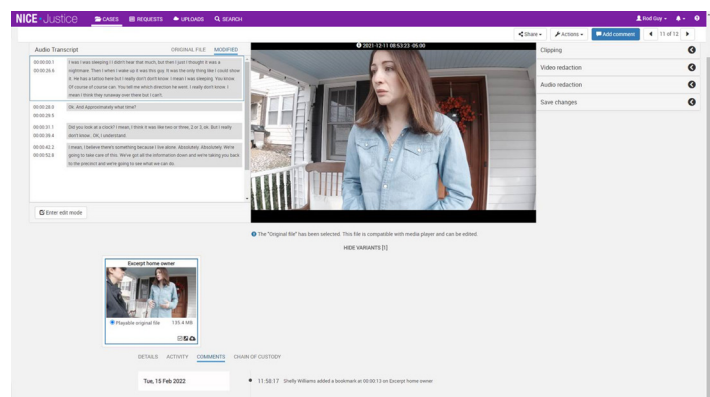 NICE・Justice CASES REQUESTS UPLOADS SEARCH Rod Guy
Share Actions Add comment 11 of 12
Audio Transcript ORIGINAL FILE MODIFIED
00:00:00.1 I was I was sleeping I I didn't hear that much, but then I just I thought it was a
00:00:26.6 nightmare. Then I when I woke up it was this guy. It was the only thing like I could show
it. He has a tattoo here but I really don't don't know. I mean I was sleeping. You know.
Of course of course can. You tell me which direction he went. I really don't know. I
mean I think they runaway over there but I can't.
00:00:28.0 Ok. And Approximately what time?
00:00:29.5
00:00:31.1 Did you look at a clock? I mean, I think it was like two or three. 2 or 3, ok. But I really
00:00:39.4 don't know. .OK, I understand.
00:00:42.2 I mean, I believe there's something because I live alone. Absolutely. Absolutely. We're
00:00:52.8 going to take care of this. We've got all the information down and we're taking you back
to the precinct and we're going to see what we can do.
Enter edit mode
2021-12-11 08:53:23 -05:00
Clipping
Video redaction
Audio redaction
Save changes
The "Original file" has been selected. This file is compatible with media player and can be edited.
HIDE VARIANTS [1]
Excerpt home owner
Playable original file 135.4 MB
DETAILS ACTIVITY COMMENTS CHAIN OF CUSTODY
Tue, 15 Feb 2022
11:58:17 Shelly Williams added a bookmark at 00:00:13 on Excerpt home owner